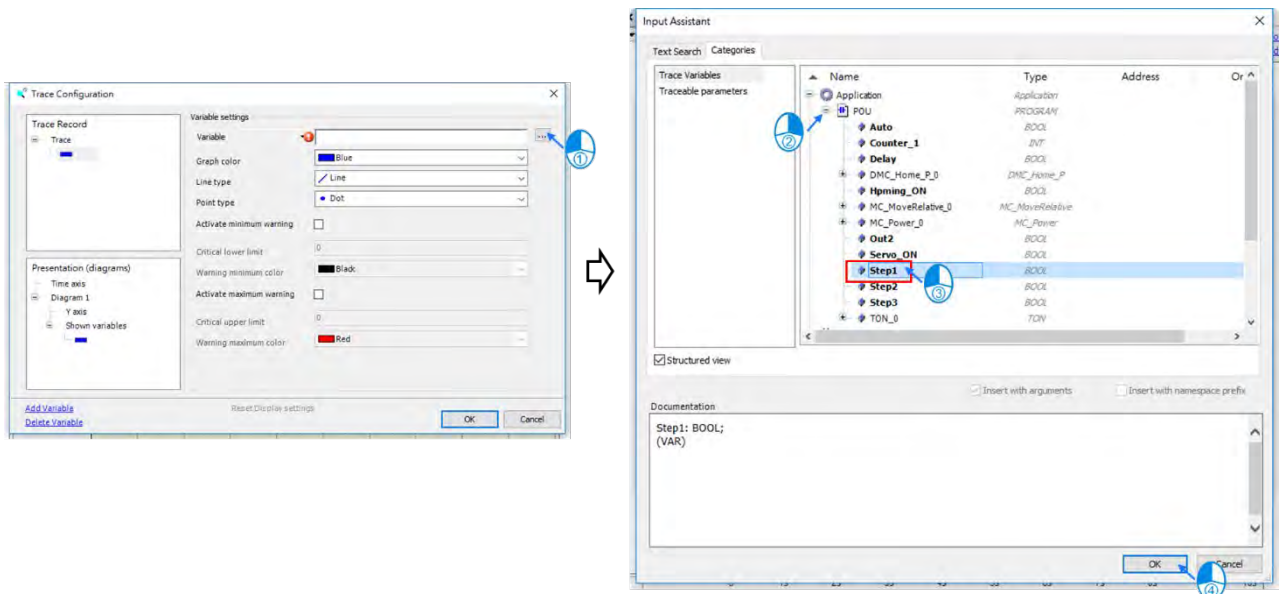 Trace Configuration
Trace Record
Trace
Presentation (diagrams)
Time axis
Diagram 1
Y axis
Shown variables
Add Variable
Delete Variable
Variable settings
Variable
...
①
Graph color
Blue
Line type
Line
Point type
Dot
Activate minimum warning
Critical lower limit
0
Warning minimum color
Black
Activate maximum warning
Critical upper limit
0
Warning maximum color
Red
Reset Display settings
OK
Cancel
Input Assistant
Text Search
Categories
Trace Variables
Traceable parameters
Name Type Address Or
Application Application
POU PROGRAM
②
Auto BOOL
Counter_1 INT
Delay BOOL
DMC_Home_P_0 DMC_Home_P
Hpming_ON BOOL
MC_MoveRelative_0 MC_MoveRelative
MC_Power_0 MC_Power
Out2 BOOL
Servo_ON BOOL
Step1 BOOL
③
Step2 BOOL
Step3 BOOL
TON_0 TON
Structured view
Insert with arguments
Insert with namespace prefix
Documentation
Step1: BOOL;
(VAR)
OK
Cancel
④